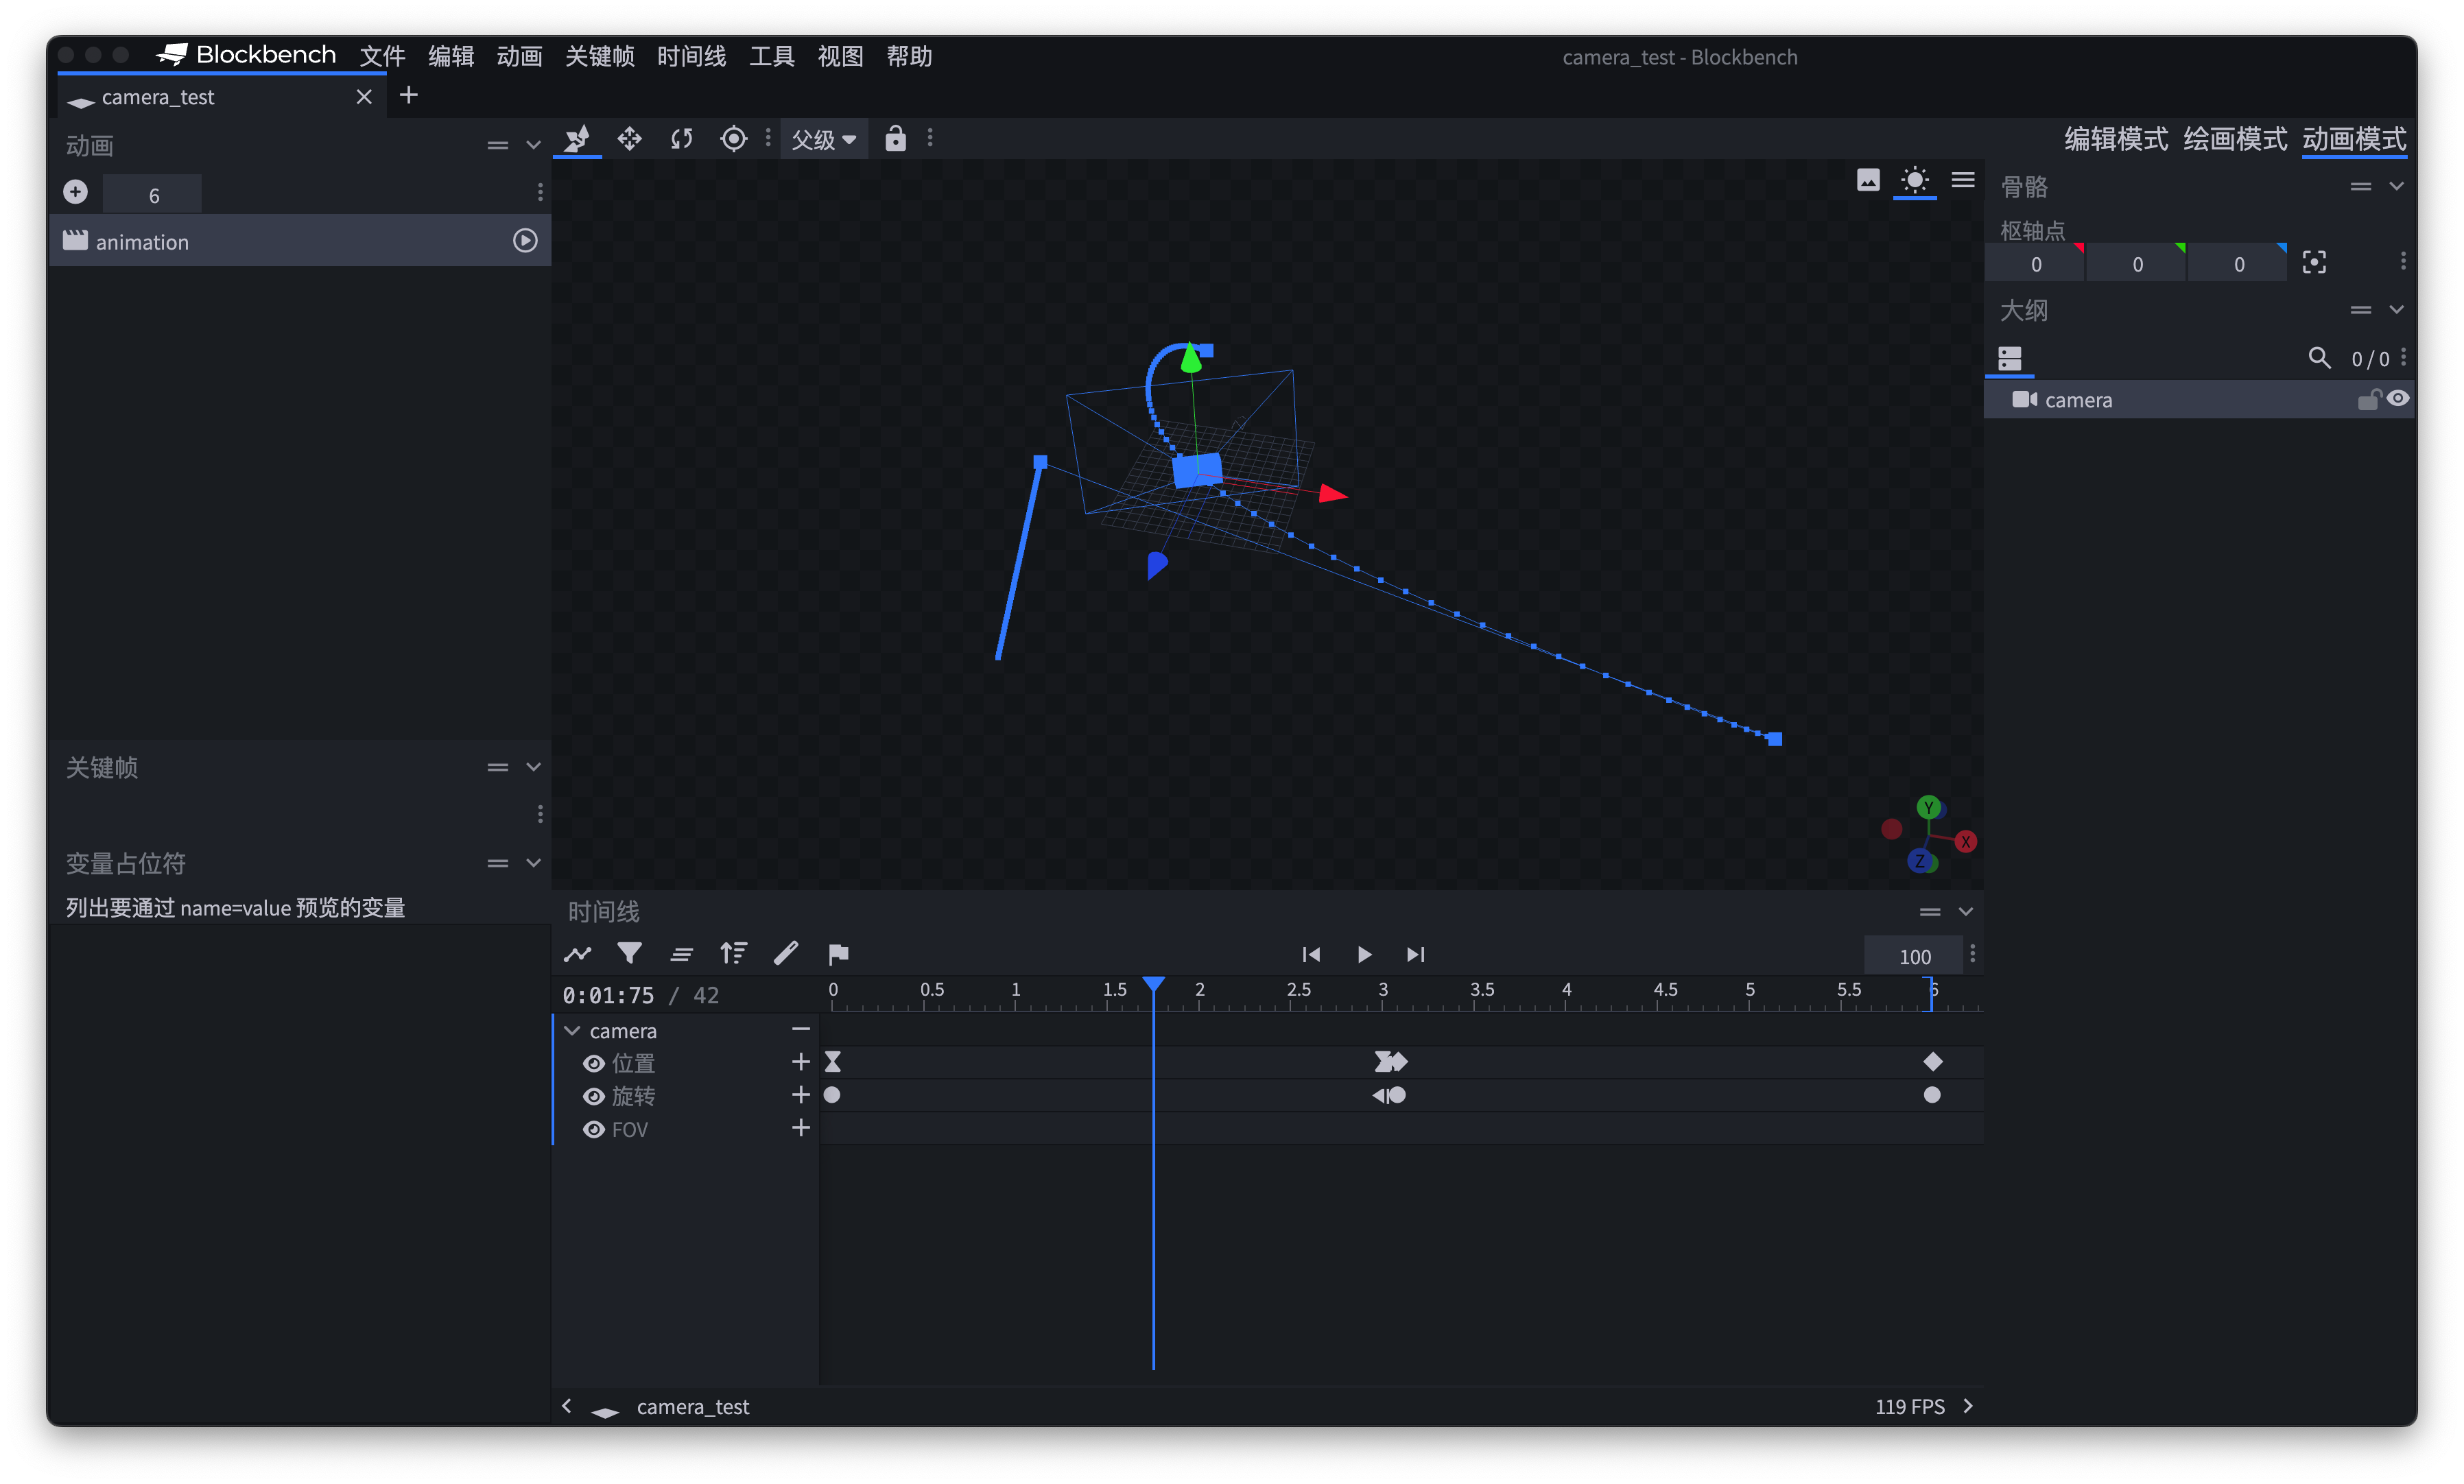 Blockbench 文件 编辑 动画 关键帧 时间线 工具 视图 帮助
camera_test - Blockbench
camera_test
动画
父级
编辑模式 绘画模式 动画模式
6
animation
骨骼
枢轴点
0 0 0
大纲
0 / 0
camera
Y
X
Z
关键帧
变量占位符
列出要通过 name=value 预览的变量
时间线
100
0:01:75 / 42
0 0.5 1 1.5 2 2.5 3 3.5 4 4.5 5 5.5 6
camera
位置
旋转
FOV
camera_test
119 FPS